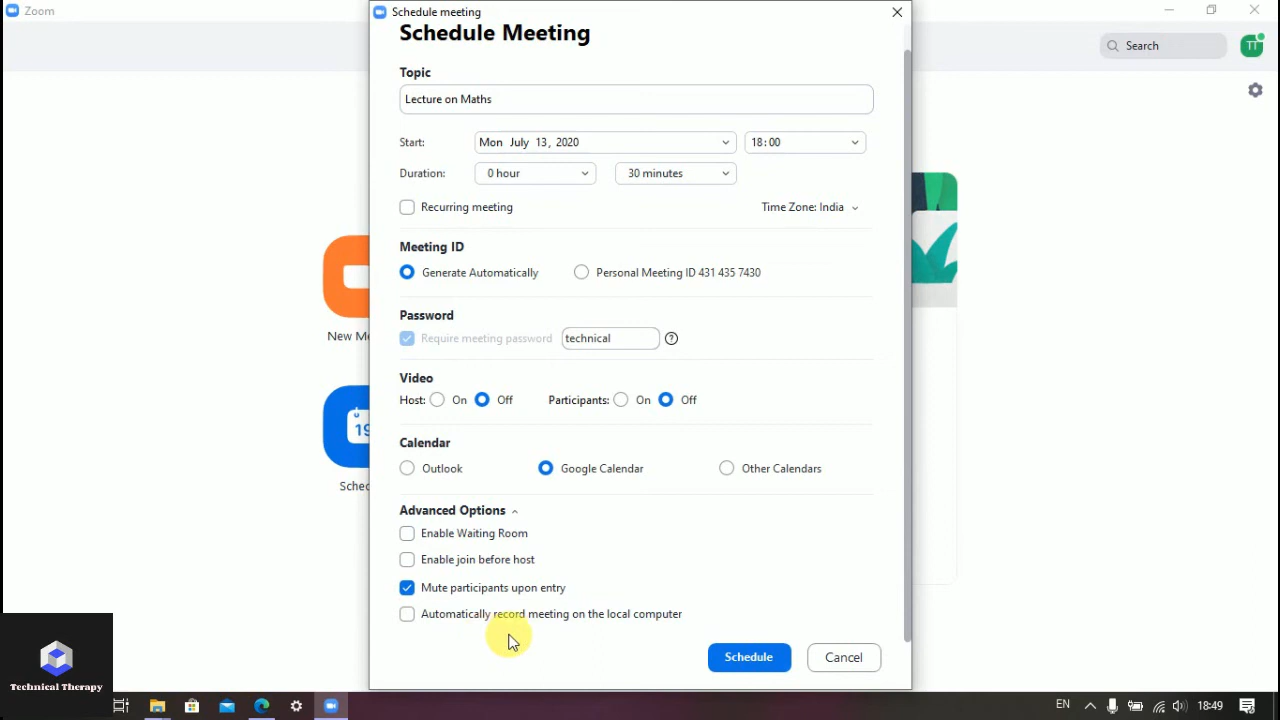 Zoom
Schedule meeting
Schedule Meeting
Search
TT
Topic
Lecture on Maths
Start: Mon July 13, 2020 18:00
Duration: 0 hour 30 minutes
Recurring meeting Time Zone: India
Meeting ID
Generate Automatically Personal Meeting ID 431 435 7430
Password
Require meeting password technical
Video
Host: On Off Participants: On Off
Calendar
Outlook Google Calendar Other Calendars
Advanced Options
Enable Waiting Room
Enable join before host
Mute participants upon entry
Automatically record meeting on the local computer
Schedule Cancel
New Me
19
Sched
Technical Therapy
EN 18:49